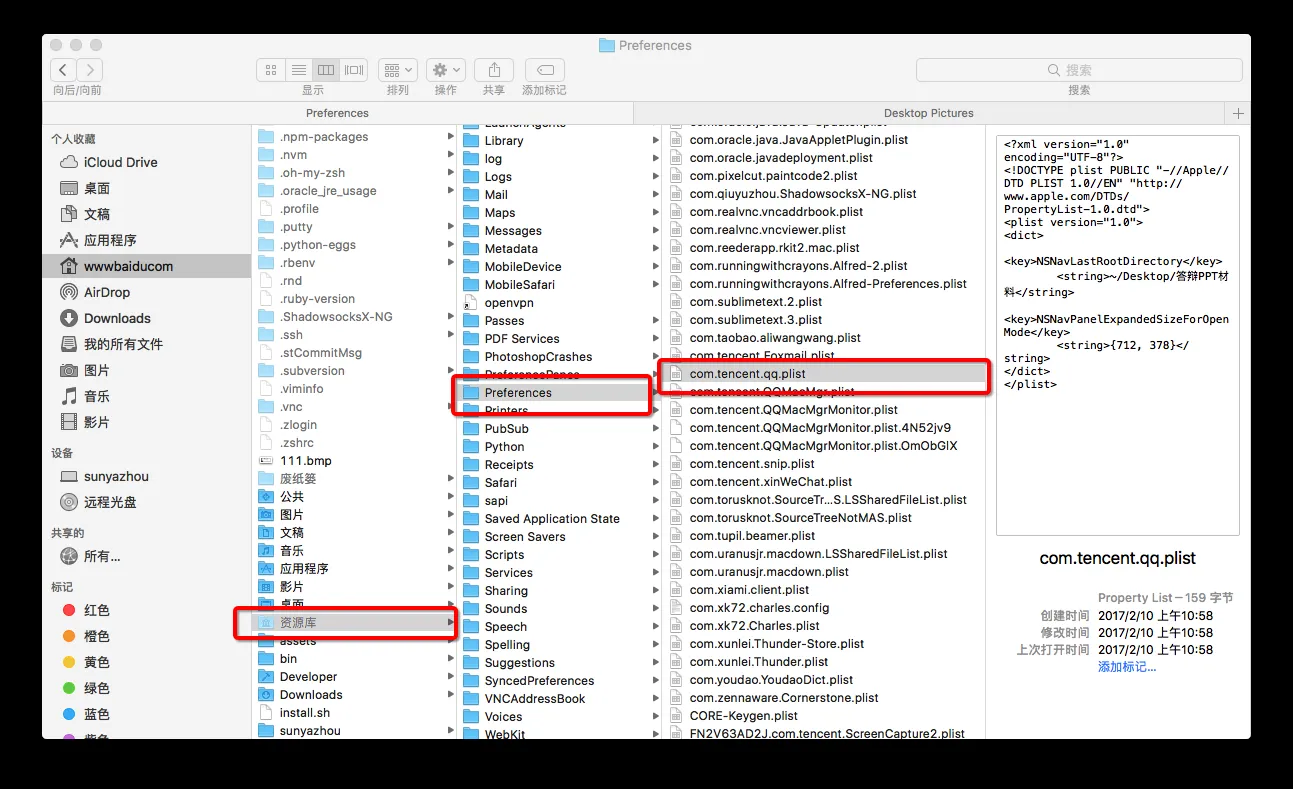 Preferences
向后/向前
显示
排列
操作
共享
添加标记
搜索
搜索
Preferences
Desktop Pictures
个人收藏
iCloud Drive
桌面
文稿
应用程序
wwwbaiducom
AirDrop
Downloads
我的所有文件
图片
音乐
影片
设备
sunyazhou
远程光盘
共享的
所有...
标记
红色
橙色
黄色
绿色
蓝色
紫色
.npm-packages
.nvm
.oh-my-zsh
.oracle_jre_usage
.profile
.putty
.python-eggs
.rbenv
.rnd
.ruby-version
.ShadowsocksX-NG
.ssh
.stCommitMsg
.subversion
.viminfo
.vnc
.zlogin
.zshrc
111.bmp
废纸篓
公共
图片
文稿
音乐
应用程序
影片
桌面
资源库
assets
bin
Developer
Downloads
install.sh
sunyazhou
LaunchAgents
Library
log
Logs
Mail
Maps
Messages
Metadata
MobileDevice
MobileSafari
openvpn
Passes
PDF Services
PhotoshopCrashes
PreferencePanes
Preferences
Printers
PubSub
Python
Receipts
Safari
sapi
Saved Application State
Screen Savers
Scripts
Services
Sharing
Sounds
Speech
Spelling
Suggestions
SyncedPreferences
VNCAddressBook
Voices
WebKit
com.oracle.java.Java-Updater.plist
com.oracle.java.JavaAppletPlugin.plist
com.oracle.javadeployment.plist
com.pixelcut.paintcode2.plist
com.qiuyuzhou.ShadowsocksX-NG.plist
com.realvnc.vncaddrbook.plist
com.realvnc.vncviewer.plist
com.reederapp.rkit2.mac.plist
com.runningwithcrayons.Alfred-2.plist
com.runningwithcrayons.Alfred-Preferences.plist
com.sublimetext.2.plist
com.sublimetext.3.plist
com.taobao.aliwangwang.plist
com.tencent.Foxmail.plist
com.tencent.qq.plist
com.tencent.QQMacMgr.plist
com.tencent.QQMacMgrMonitor.plist
com.tencent.QQMacMgrMonitor.plist.4N52jv9
com.tencent.QQMacMgrMonitor.plist.OmObGIX
com.tencent.snip.plist
com.tencent.xinWeChat.plist
com.torusknot.SourceTr...S.LSSharedFileList.plist
com.torusknot.SourceTreeNotMAS.plist
com.tupil.beamer.plist
com.uranusjr.macdown.LSSharedFileList.plist
com.uranusjr.macdown.plist
com.xiami.client.plist
com.xk72.charles.config
com.xk72.Charles.plist
com.xunlei.Thunder-Store.plist
com.xunlei.Thunder.plist
com.youdao.YoudaoDict.plist
com.zennaware.Cornerstone.plist
CORE-Keygen.plist
FN2V63AD2J.com.tencent.ScreenCapture2.plist
<?xml version="1.0"
encoding="UTF-8"?>
<!DOCTYPE plist PUBLIC "-//Apple//
DTD PLIST 1.0//EN" "http://
www.apple.com/DTDs/
PropertyList-1.0.dtd">
<plist version="1.0">
<dict>
<key>NSNavLastRootDirectory</key>
<string>~/Desktop/答辩PPT材
料</string>
<key>NSNavPanelExpandedSizeForOpen
Mode</key>
<string>{712, 378}</
string>
</dict>
</plist>
com.tencent.qq.plist
Property List – 159 字节
创建时间 2017/2/10 上午10:58
修改时间 2017/2/10 上午10:58
上次打开时间 2017/2/10 上午10:58
添加标记...